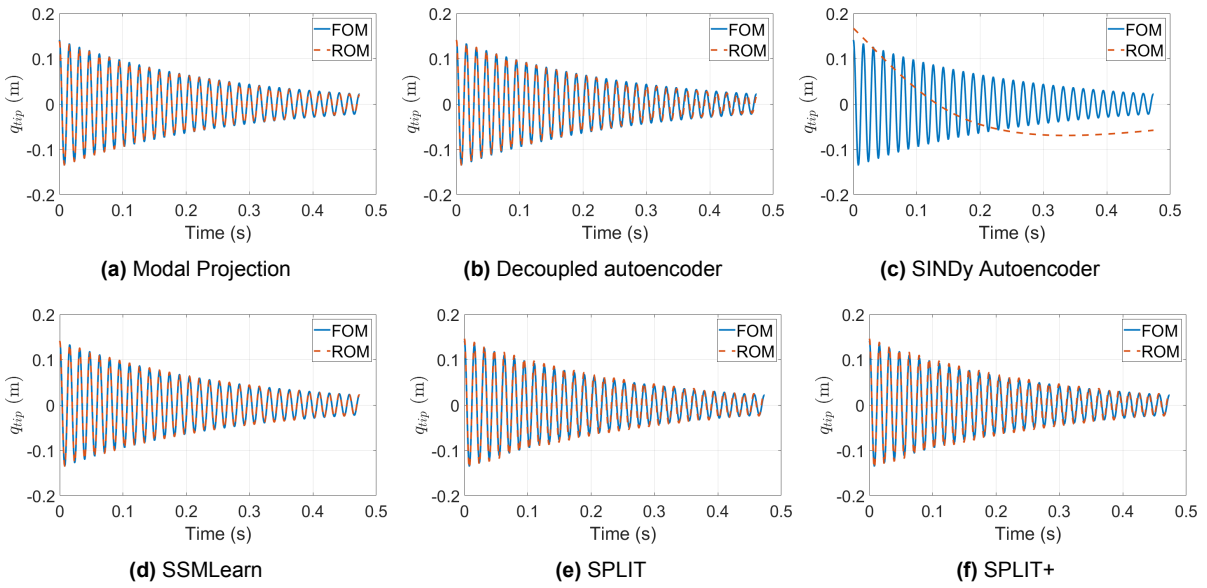 0.2
0.1
0
-0.1
-0.2
q_tip (m)
FOM
ROM
0 0.1 0.2 0.3 0.4 0.5
Time (s)
(a) Modal Projection
0.2
0.1
0
-0.1
-0.2
q_tip (m)
FOM
ROM
0 0.1 0.2 0.3 0.4 0.5
Time (s)
(b) Decoupled autoencoder
0.2
0.1
0
-0.1
-0.2
q_tip (m)
FOM
ROM
0 0.1 0.2 0.3 0.4 0.5
Time (s)
(c) SINDy Autoencoder
0.2
0.1
0
-0.1
-0.2
q_tip (m)
FOM
ROM
0 0.1 0.2 0.3 0.4 0.5
Time (s)
(d) SSMLearn
0.2
0.1
0
-0.1
-0.2
q_tip (m)
FOM
ROM
0 0.1 0.2 0.3 0.4 0.5
Time (s)
(e) SPLIT
0.2
0.1
0
-0.1
-0.2
q_tip (m)
FOM
ROM
0 0.1 0.2 0.3 0.4 0.5
Time (s)
(f) SPLIT+